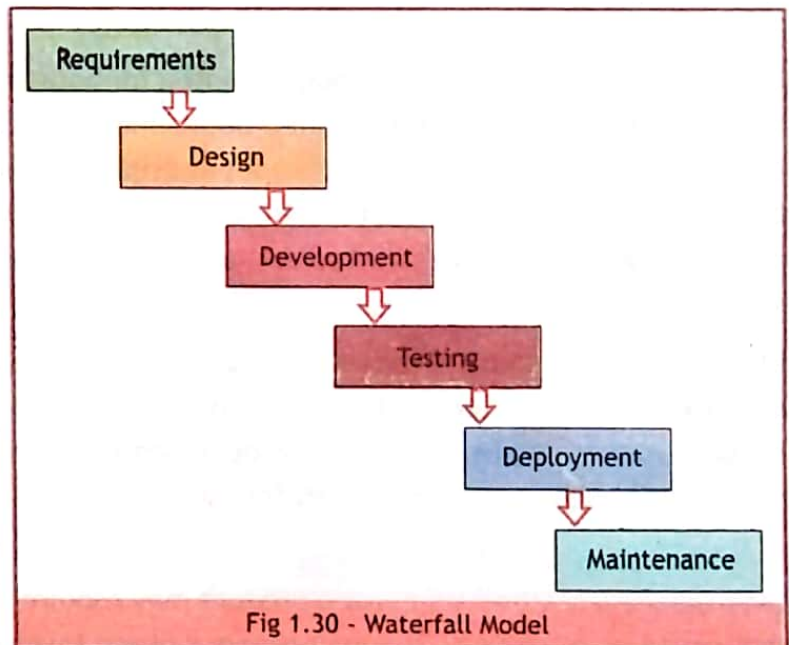 Requirements
Design
Development
Testing
Deployment
Maintenance
Fig 1.30 - Waterfall Model